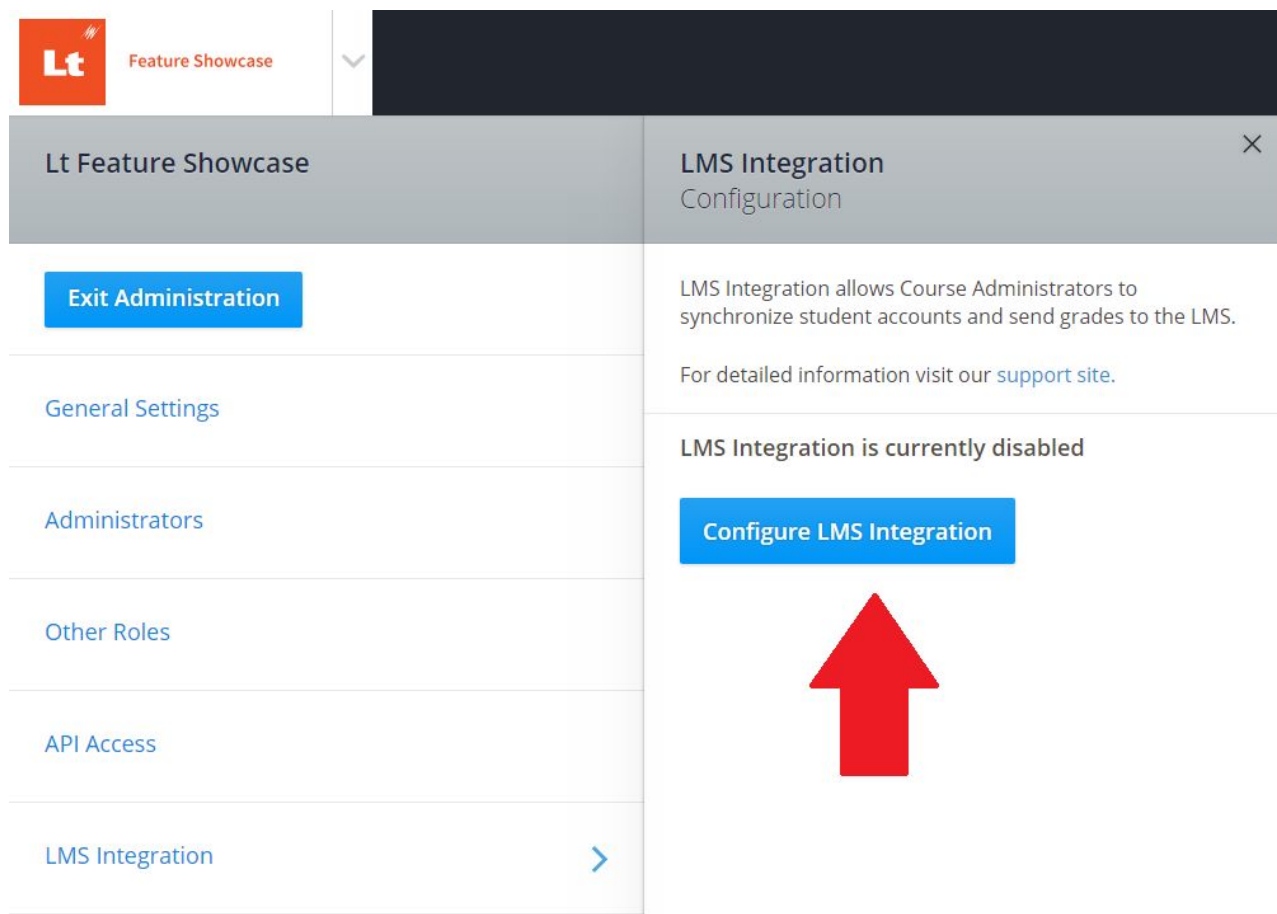 Lt
Feature Showcase
Lt Feature Showcase
Exit Administration
General Settings
Administrators
Other Roles
API Access
LMS Integration
LMS Integration
Configuration
LMS Integration allows Course Administrators to
synchronize student accounts and send grades to the LMS.
For detailed information visit our support site.
LMS Integration is currently disabled
Configure LMS Integration